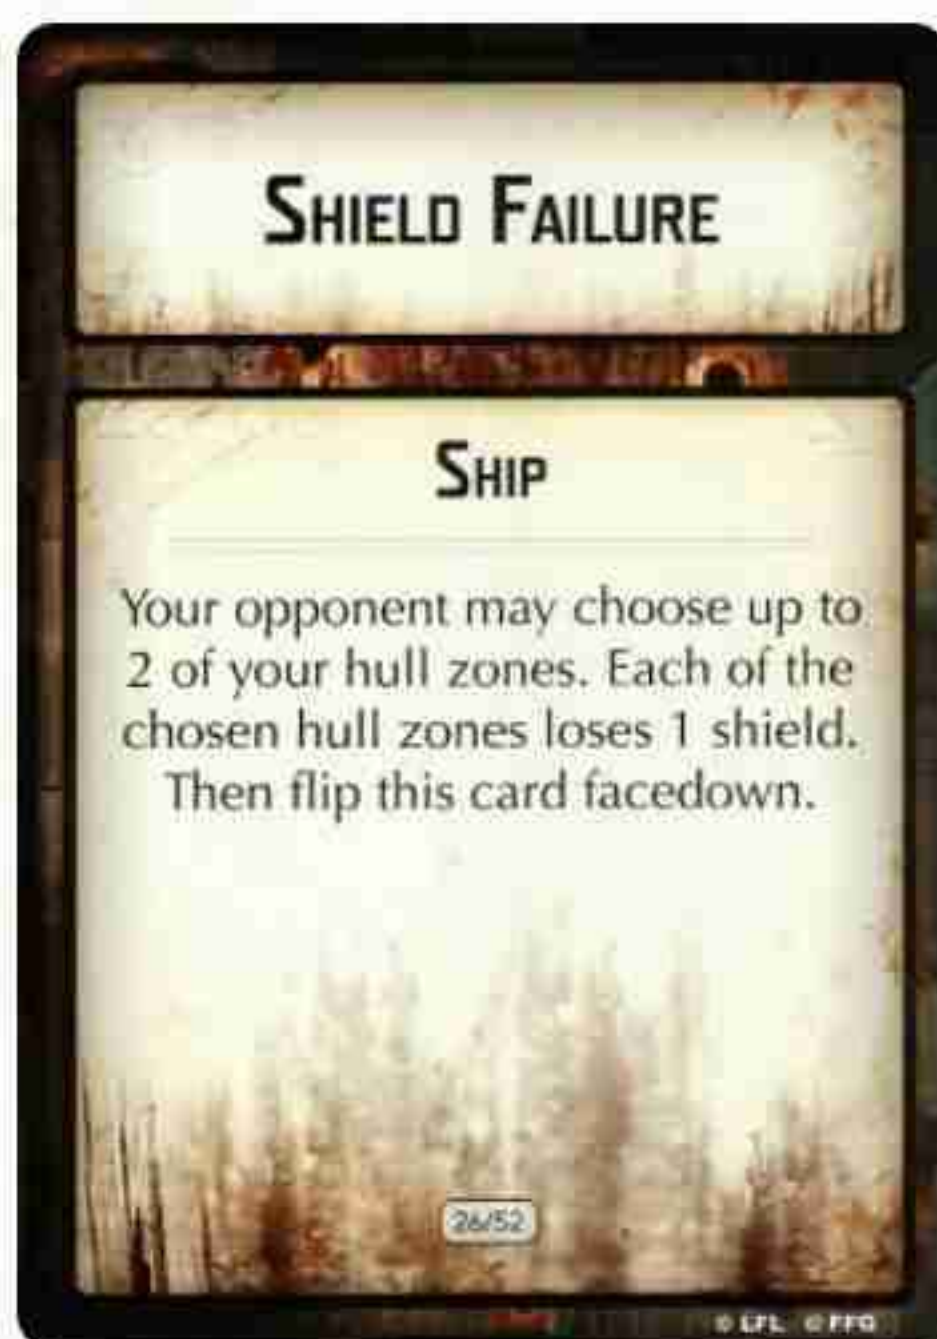 SHIELD FAILURE
SHIP
Your opponent may choose up to
2 of your hull zones. Each of the
chosen hull zones loses 1 shield.
Then flip this card facedown.
26/52
© LFL © FFG